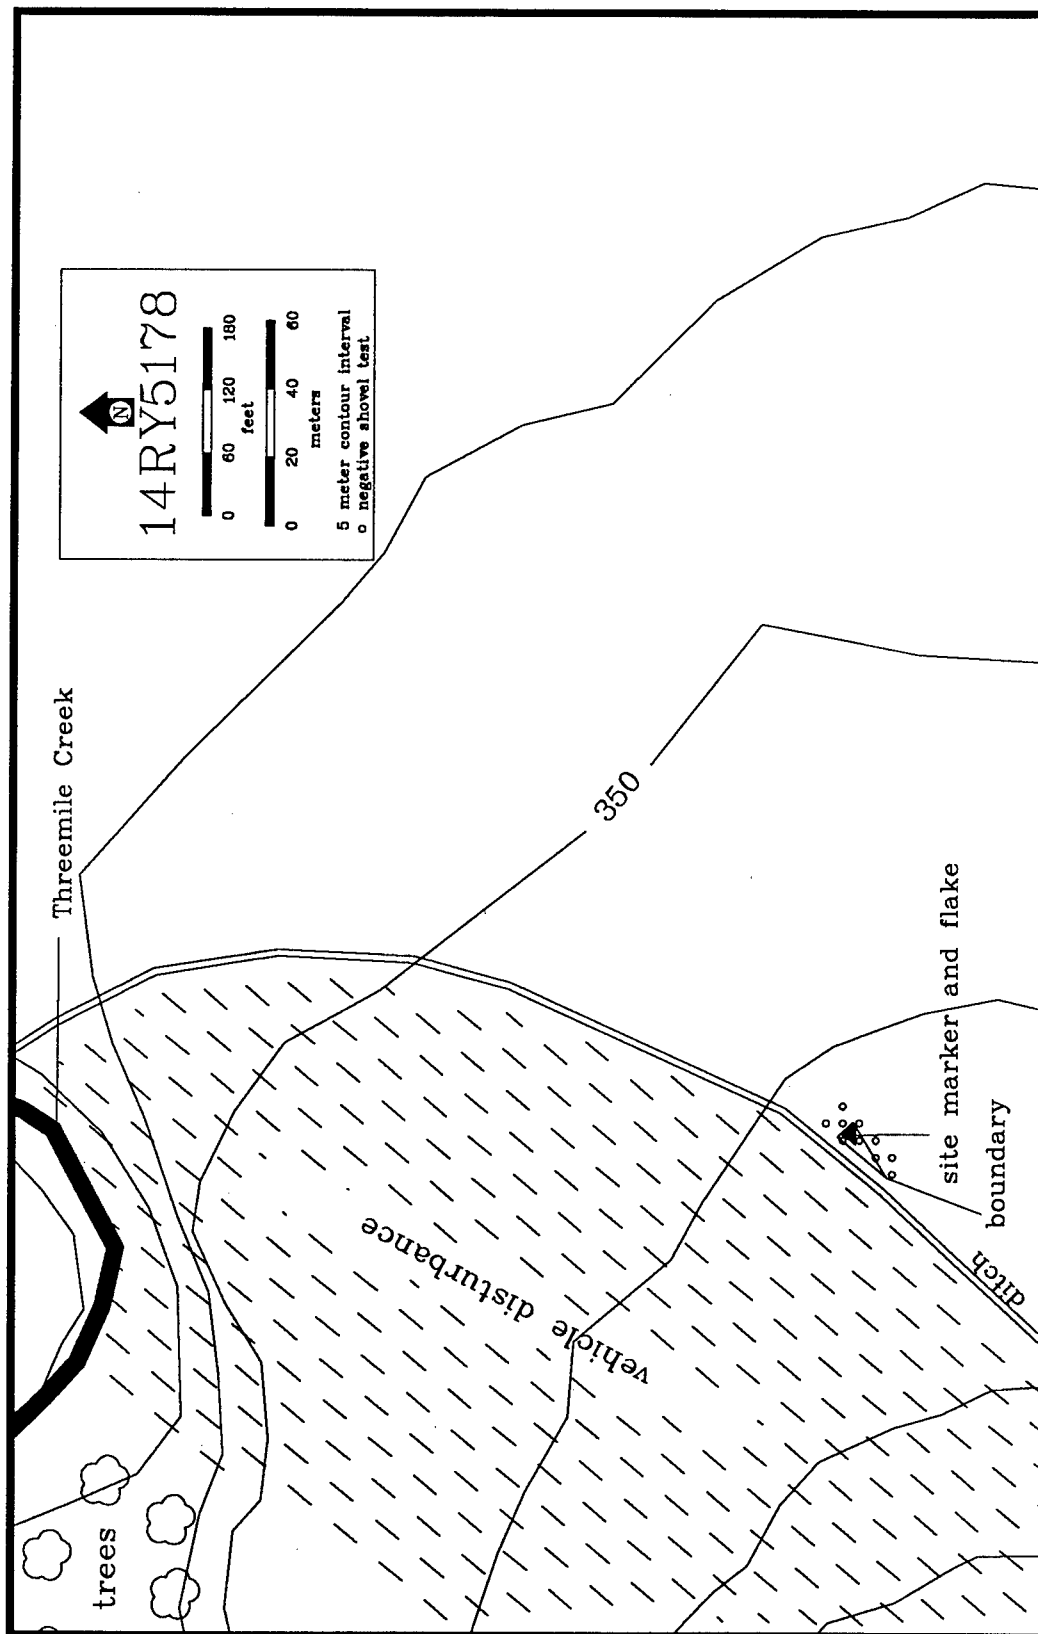 14RY5178
N
0 60 120 180
feet
0 20 40 60
meters
5 meter contour interval
o negative shovel test
Threemile Creek
trees
350
vehicle disturbance
site marker and flake
boundary
ditch